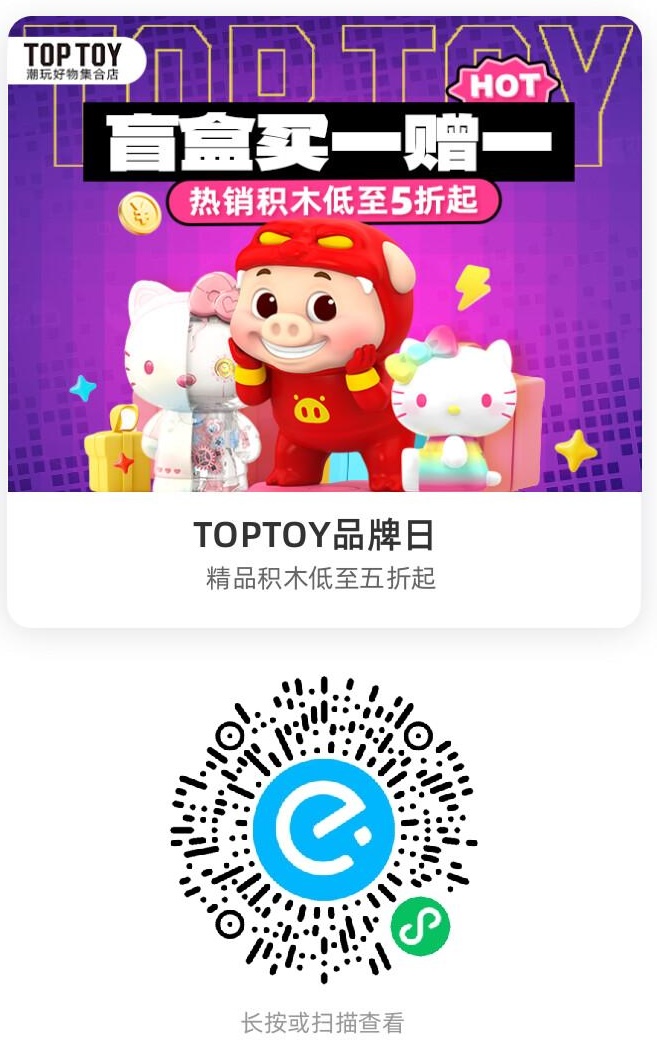 TOP TOY
TOP TOY
潮玩好物集合店
HOT
盲盒买一赠一
热销积木低至5折起
TOPTOY品牌日
精品积木低至五折起
长按或扫描查看